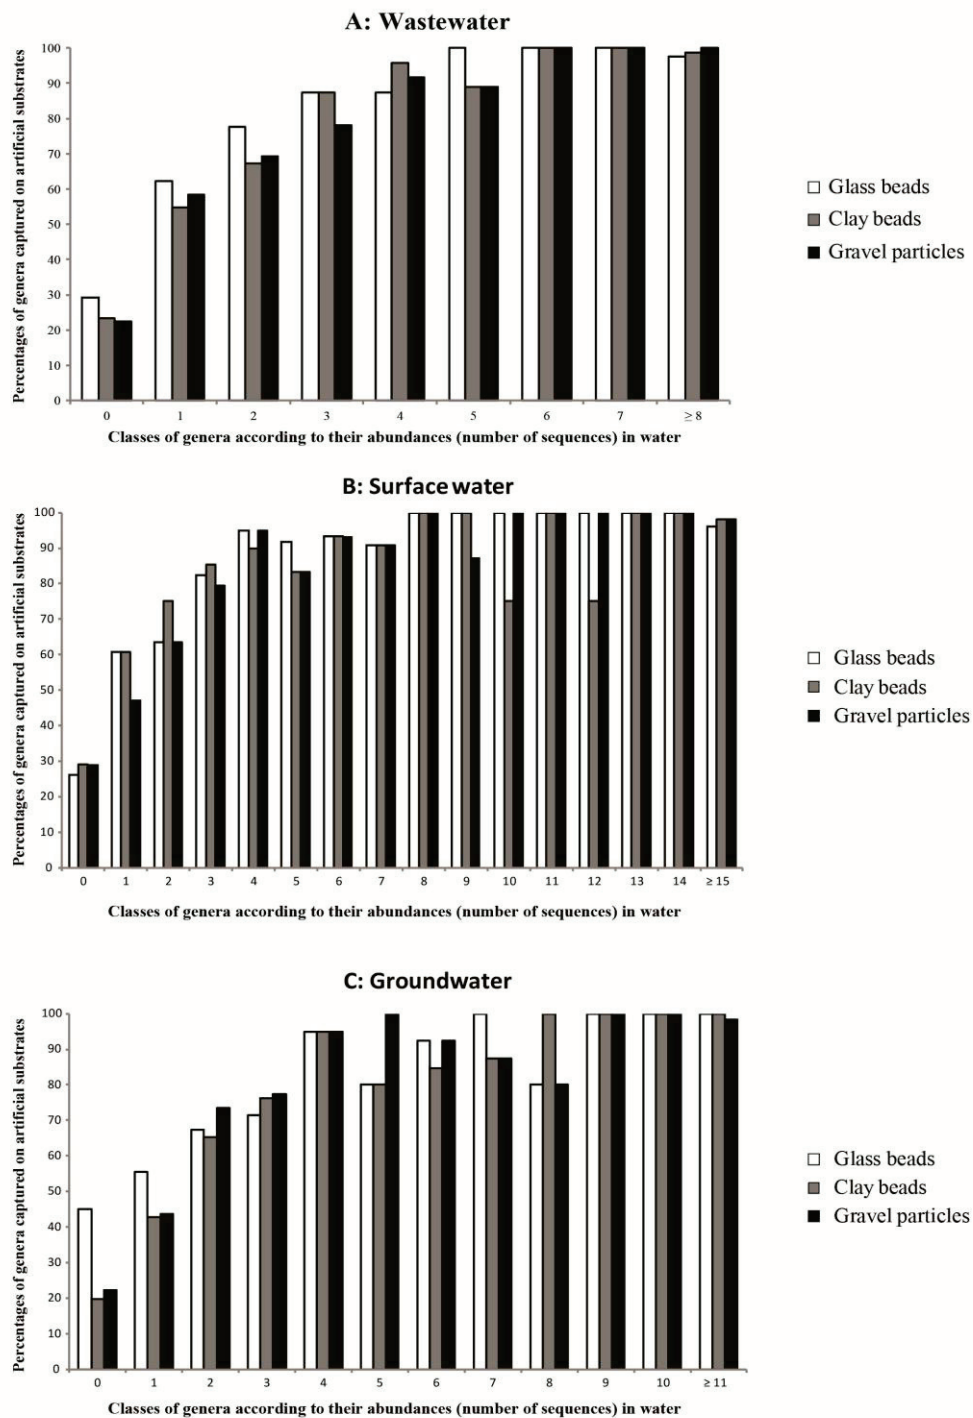 A: Wastewater
Percentages of genera captured on artificial substrates
100
90
80
70
60
50
40
30
20
10
0
0 1 2 3 4 5 6 7 ≥ 8
Classes of genera according to their abundances (number of sequences) in water
Glass beads
Clay beads
Gravel particles
B: Surface water
Percentages of genera captured on artificial substrates
100
90
80
70
60
50
40
30
20
10
0
0 1 2 3 4 5 6 7 8 9 10 11 12 13 14 ≥ 15
Classes of genera according to their abundances (number of sequences) in water
Glass beads
Clay beads
Gravel particles
C: Groundwater
Percentages of genera captured on artificial substrates
100
90
80
70
60
50
40
30
20
10
0
0 1 2 3 4 5 6 7 8 9 10 ≥ 11
Classes of genera according to their abundances (number of sequences) in water
Glass beads
Clay beads
Gravel particles